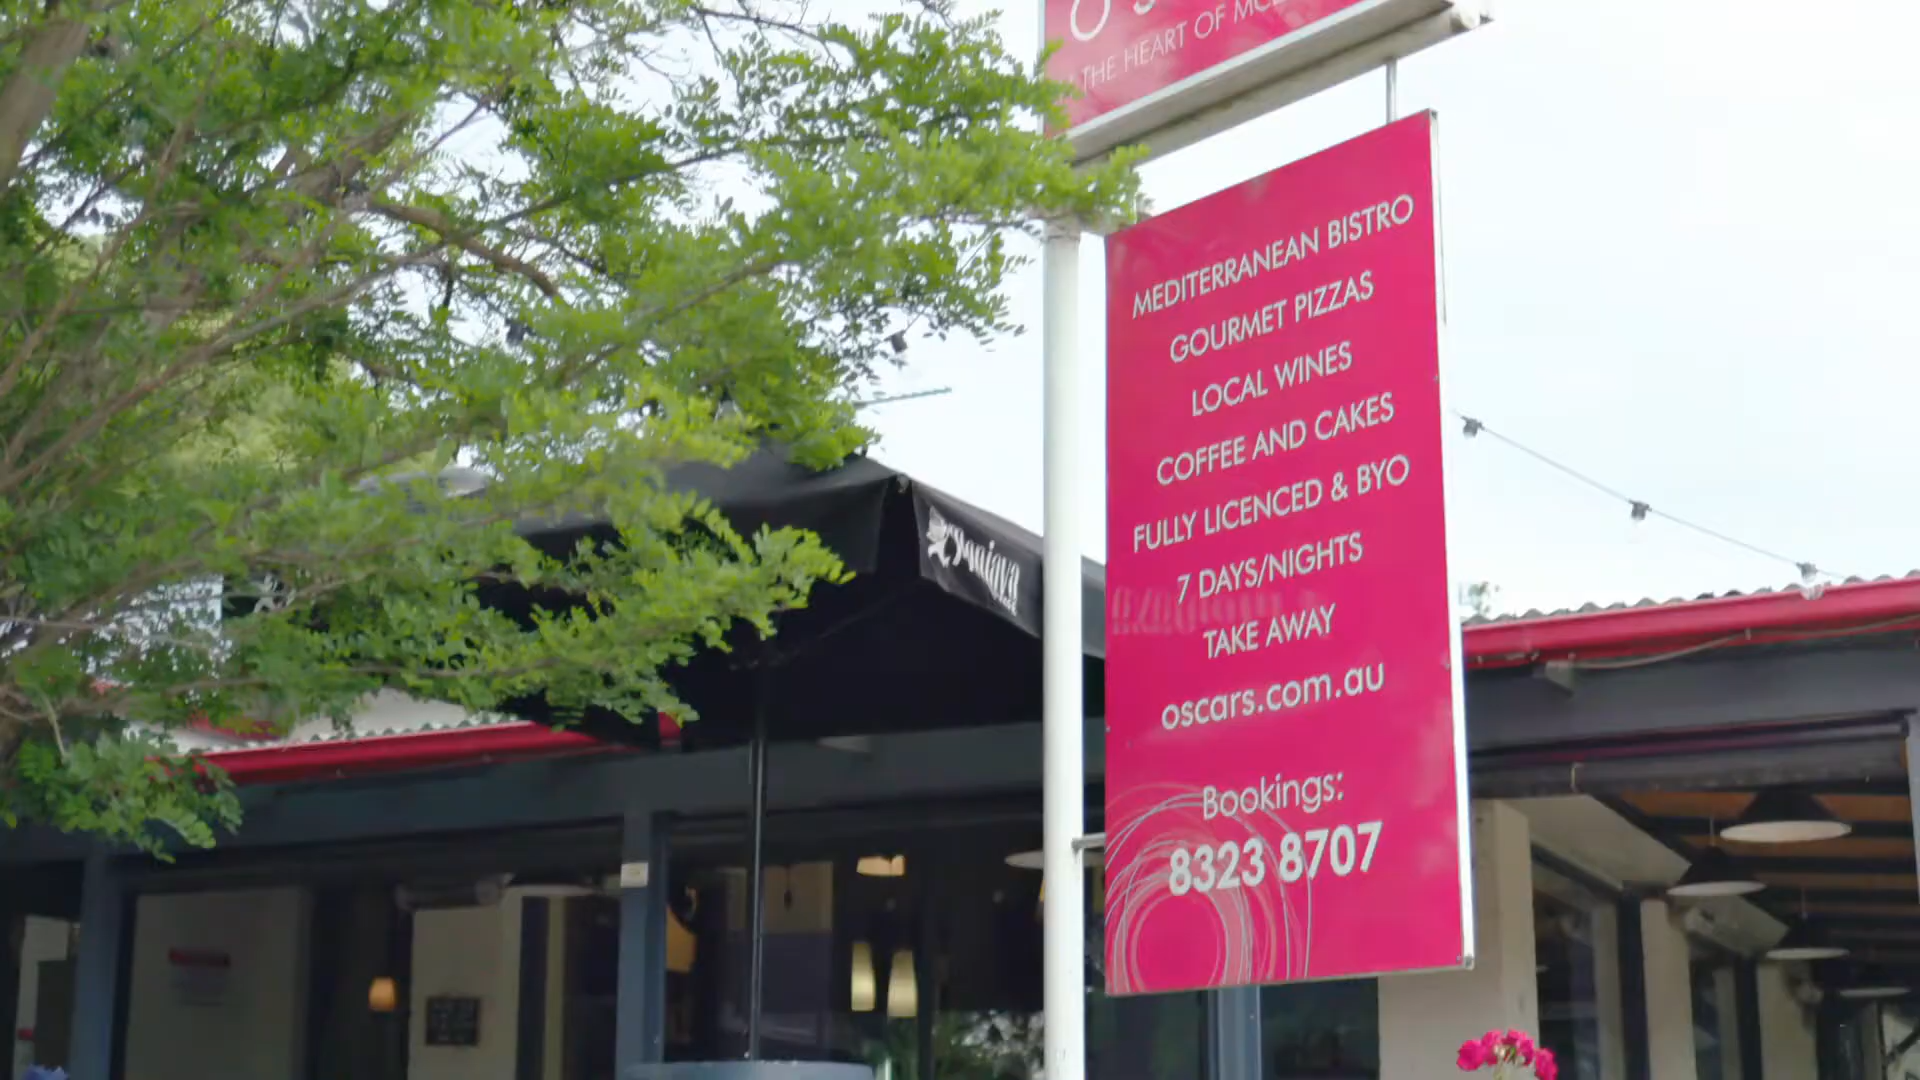 THE HEART OF
MEDITERRANEAN BISTRO
GOURMET PIZZAS
LOCAL WINES
COFFEE AND CAKES
FULLY LICENCED & BYO
7 DAYS/NIGHTS
TAKE AWAY
oscars.com.au
Bookings:
8323 8707